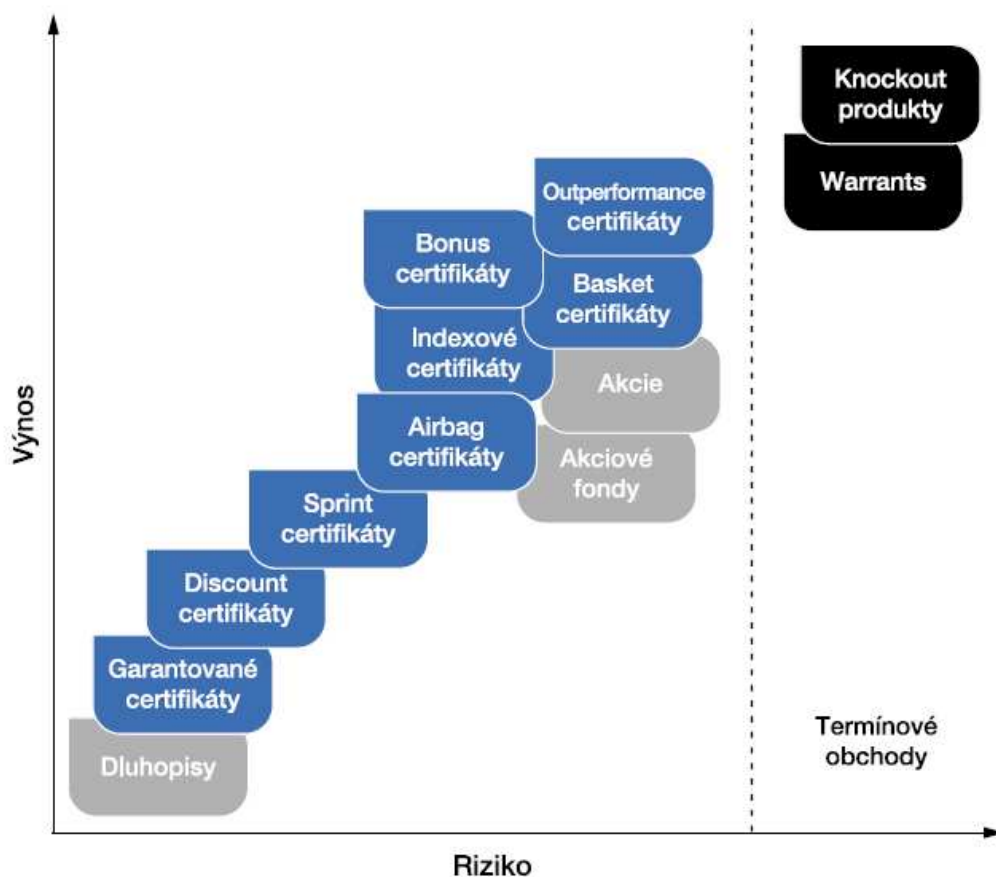 Knockout
produkty
Warrants
Outperformance
certifikáty
Bonus
certifikáty
Basket
certifikáty
Indexové
certifikáty
Akcie
Airbag
certifikáty
Akciové
fondy
Sprint
certifikáty
Discount
certifikáty
Garantované
certifikáty
Dluhopisy
Termínové
obchody
Výnos
Riziko